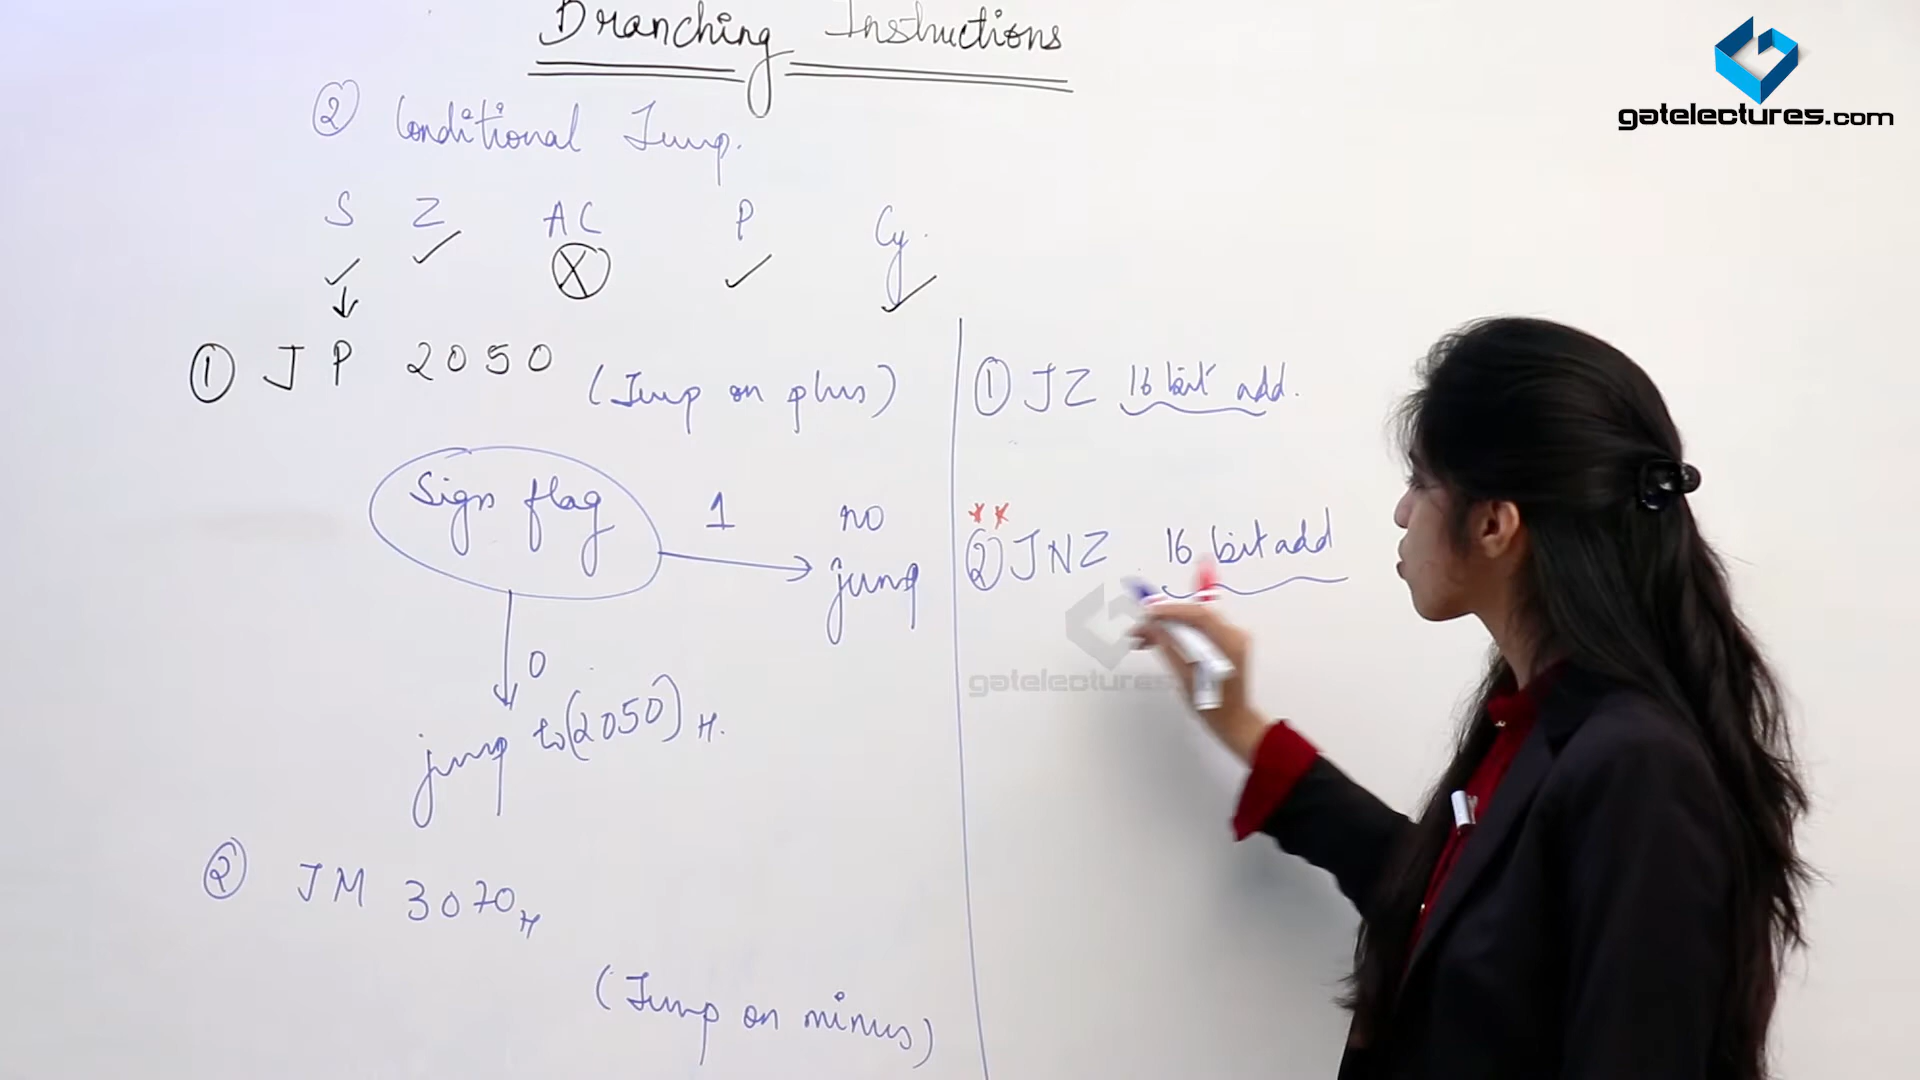 Branching Instructions
gatelectures.com
② Conditional Jump.
S Z AC P Cy.
① JP 2050 (Jump on plus)
Sign flag 1 no jump
0
jump to (2050)H.
② JM 3070H
(Jump on minus)
① JZ 16 bit add.
** ② JNZ 16 bit add
gatelectures